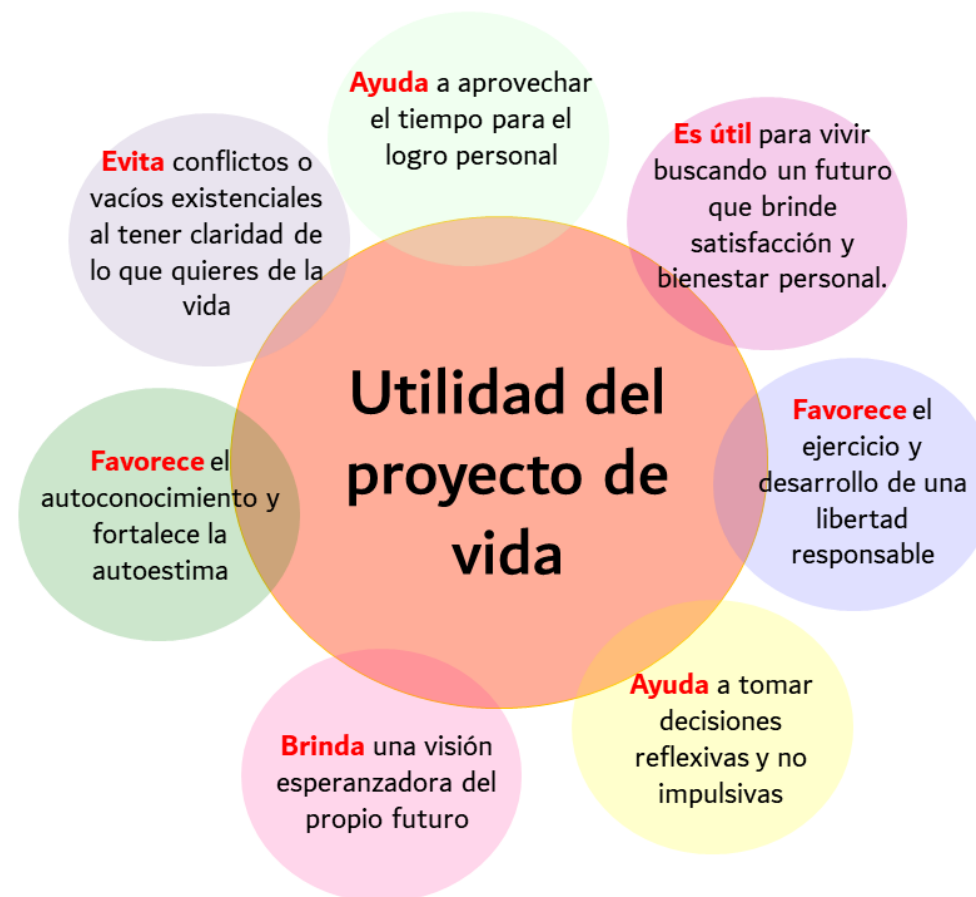 Ayuda a aprovechar
el tiempo para el
logro personal
Es útil para vivir
buscando un futuro
que brinde
satisfacción y
bienestar personal.
Favorece el
ejercicio y
desarrollo de una
libertad
responsable
Ayuda a tomar
decisiones
reflexivas y no
impulsivas
Brinda una visión
esperanzadora del
propio futuro
Favorece el
autoconocimiento y
fortalece la
autoestima
Evita conflictos o
vacíos existenciales
al tener claridad de
lo que quieres de la
vida
Utilidad del
proyecto de
vida